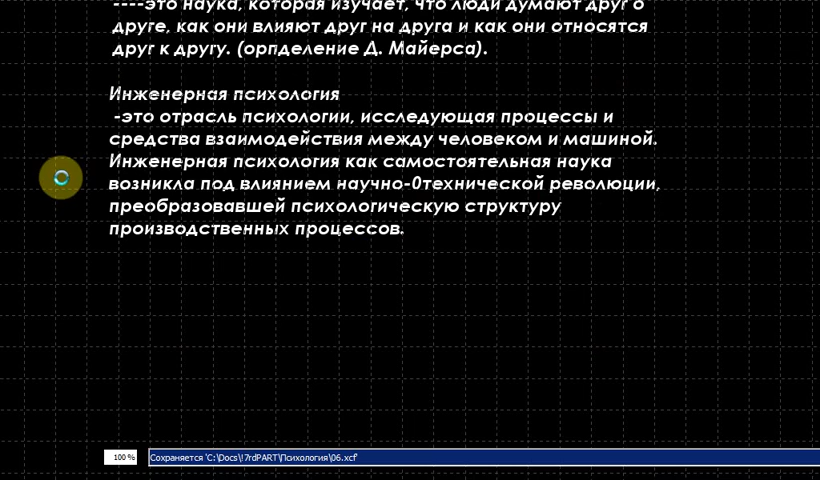 ----это наука, которая изучает, что люди думают друг о
друге, как они влияют друг на друга и как они относятся
друг к другу. (орпделение Д. Майерса).
Инженерная психология
-это отрасль психологии, исследующая процессы и
средства взаимодействия между человеком и машиной.
Инженерная психология как самостоятельная наука
возникла под влиянием научно-0технической революции,
преобразовавшей психологическую структуру
производственных процессов.
100 % Сохраняется 'C:\Docs\!7rdPART\Психология\06.xcf'